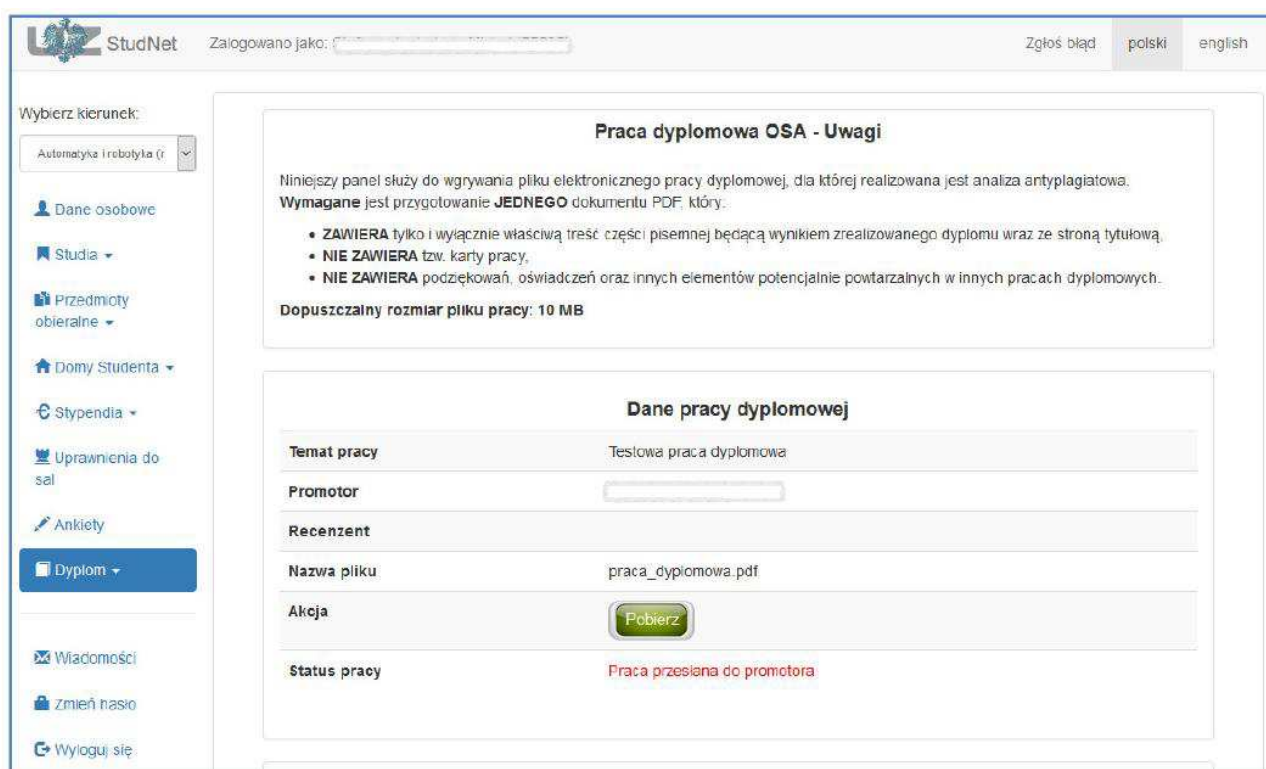 UZ StudNet Zalogowano jako: Zgłoś błąd polski english
Wybierz kierunek:
Automatyka i robotyka (r
Dane osobowe
Studia
Przedmioty
obieralne
Domy Studenta
Stypendia
Uprawnienia do
sal
Ankiety
Dyplom
Wiadomości
Zmień hasło
Wyloguj się
Praca dyplomowa OSA - Uwagi
Niniejszy panel służy do wgrywania pliku elektronicznego pracy dyplomowej, dla której realizowana jest analiza antyplagiatowa.
Wymagane jest przygotowanie JEDNEGO dokumentu PDF, który:
• ZAWIERA tylko i wyłącznie właściwą treść części pisemnej będącą wynikiem zrealizowanego dyplomu wraz ze stroną tytułową,
• NIE ZAWIERA tzw. karty pracy,
• NIE ZAWIERA podziękowań, oświadczeń oraz innych elementów potencjalnie powtarzalnych w innych pracach dyplomowych.
Dopuszczalny rozmiar pliku pracy: 10 MB
Dane pracy dyplomowej
Temat pracy Testowa praca dyplomowa
Promotor
Recenzent
Nazwa pliku praca_dyplomowa.pdf
Akcja Pobierz
Status pracy Praca przesłana do promotora